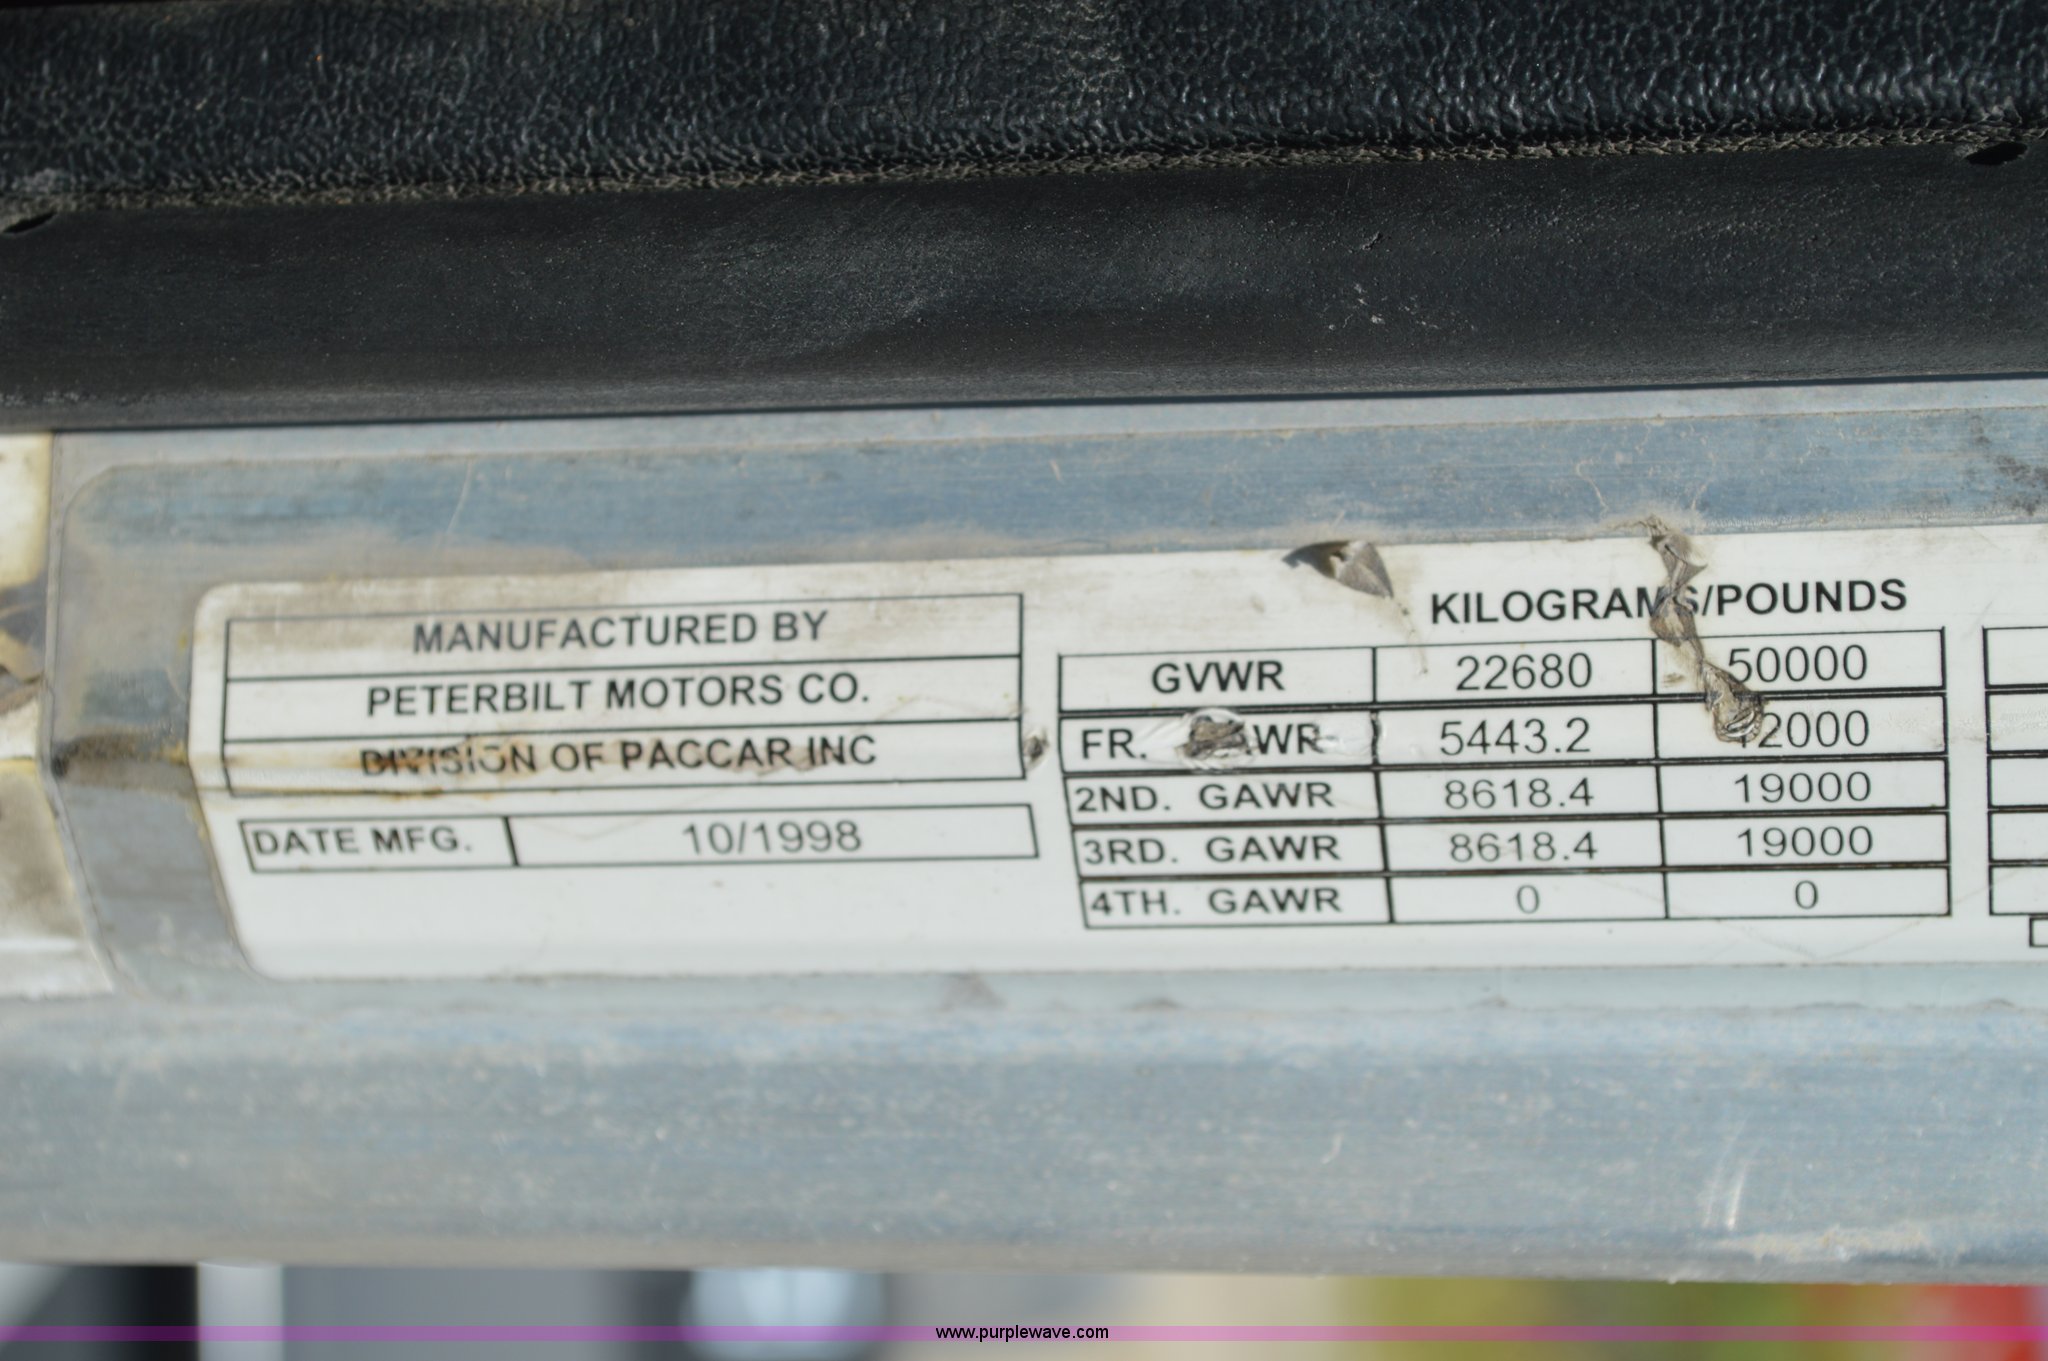 MANUFACTURED BY
PETERBILT MOTORS CO.
DIVISION OF PACCAR INC
DATE MFG. 10/1998
KILOGRAMS/POUNDS
GVWR 22680 50000
FR. GAWR 5443.2 12000
2ND. GAWR 8618.4 19000
3RD. GAWR 8618.4 19000
4TH. GAWR 0 0
www.purplewave.com